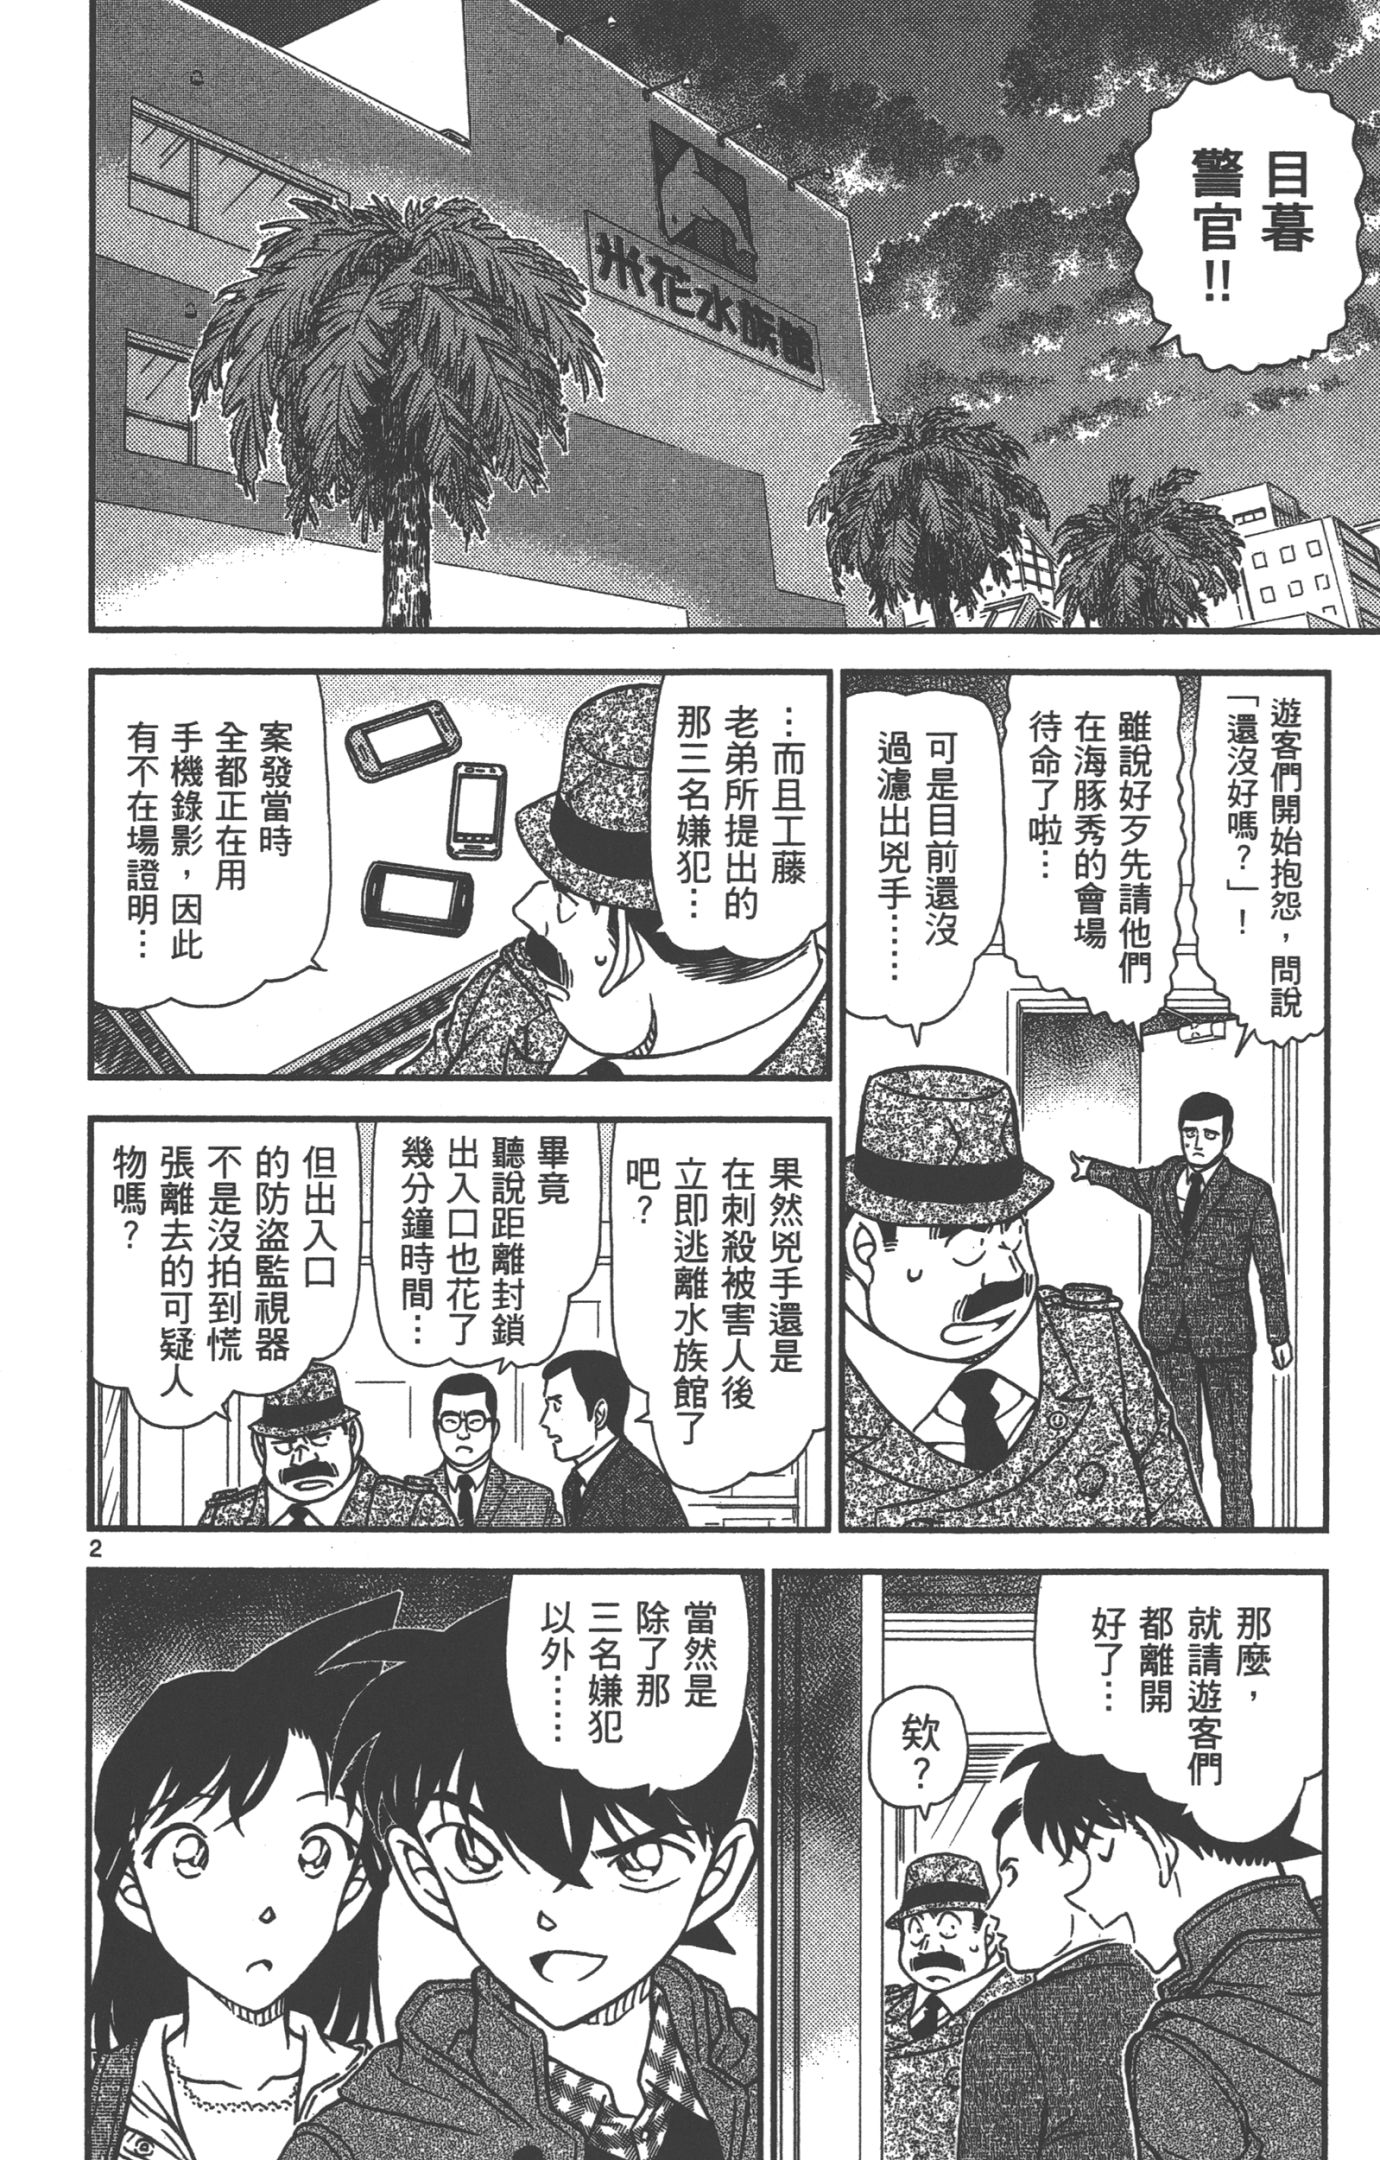 目暮
警官!!
米花水族館
遊客們開始抱怨，問說
「還沒好嗎？」！
雖說好歹先請他們
在海豚秀的會場
待命了啦…
可是目前還沒
過濾出兇手……
…而且工藤
老弟所提出的
那三名嫌犯…
案發當時
全都正在用
手機錄影，因此
有不在場證明…
果然兇手還是
在刺殺被害人後
立即逃離水族館了
吧？
畢竟
聽說距離封鎖
出入口也花了
幾分鐘時間…
但出入口
的防盜監視器
不是沒拍到慌
張離去的可疑人
物嗎？
2
那麼，
就請遊客們
都離開
好了…
欸？
當然是
除了那
三名嫌犯
以外……